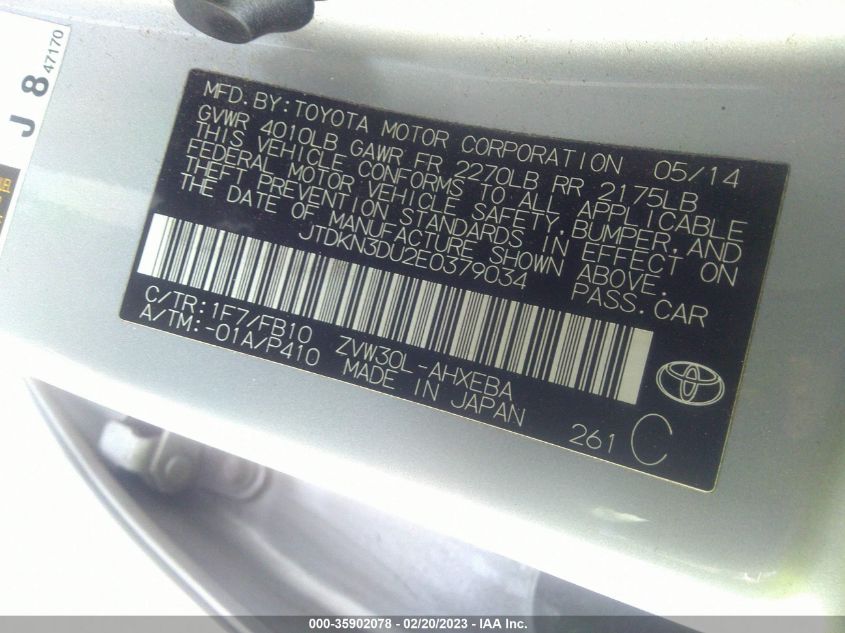 J 8
47170
MFD. BY: TOYOTA MOTOR CORPORATION 05/14
GVWR 4010LB GAWR FR 2270LB RR 2175LB
THIS VEHICLE CONFORMS TO ALL APPLICABLE
FEDERAL MOTOR VEHICLE SAFETY, BUMPER, AND
THEFT PREVENTION STANDARDS IN EFFECT ON
DATE OF MANUFACTURE SHOWN ABOVE.
JTDKN3DU2E0379034 PASS. CAR
C/TR: 1F7/FB10 ZVW30L-AHXEBA
A/TM: -01A/P410 MADE IN JAPAN
261 C
000-35902078 - 02/20/2023 - IAA Inc.